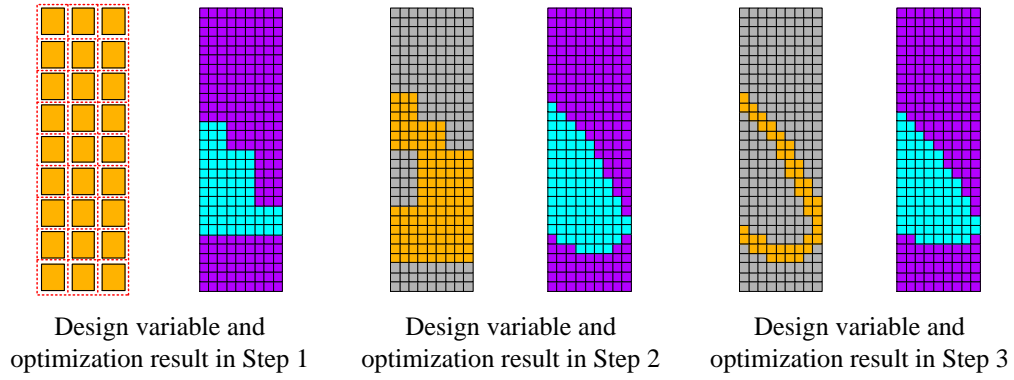 Design variable and
optimization result in Step 1
Design variable and
optimization result in Step 2
Design variable and
optimization result in Step 3